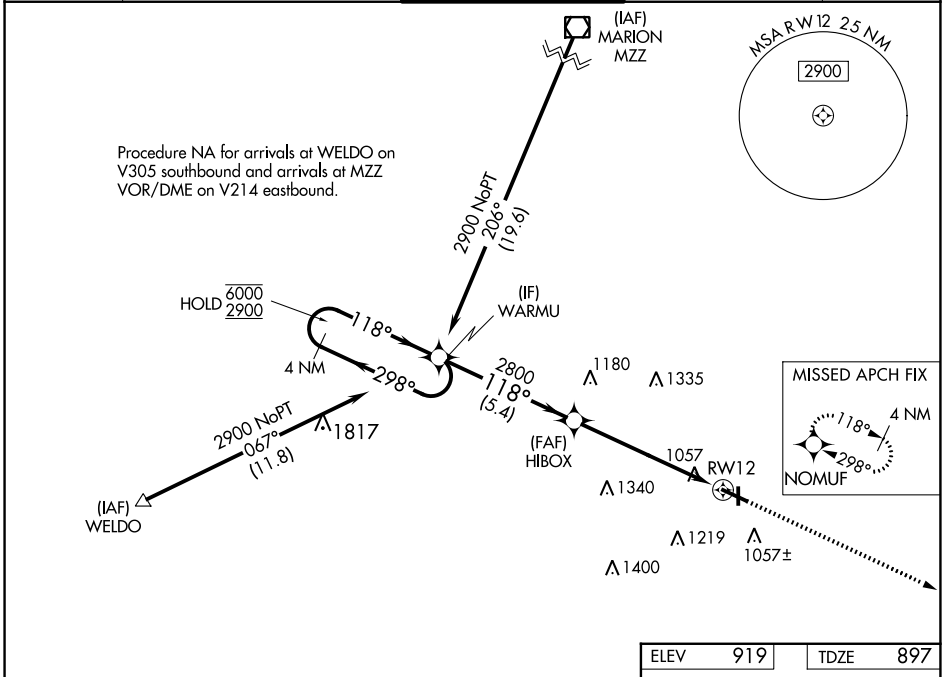 (IAF)
MARION
MZZ
MSA RW12 25 NM
2900
Procedure NA for arrivals at WELDO on
V305 southbound and arrivals at MZZ
VOR/DME on V214 eastbound.
2900 NoPT
206°
(19.6)
HOLD 6000
2900
(IF)
WARMU
118°
4 NM
298°
2800
118°
(5.4)
1180
1335
MISSED APCH FIX
118°
4 NM
298°
NOMUF
2900 NoPT
067°
(11.8)
1817
(FAF)
HIBOX
1057
RW12
1340
(IAF)
WELDO
1219
1057±
1400
ELEV 919
TDZE 897